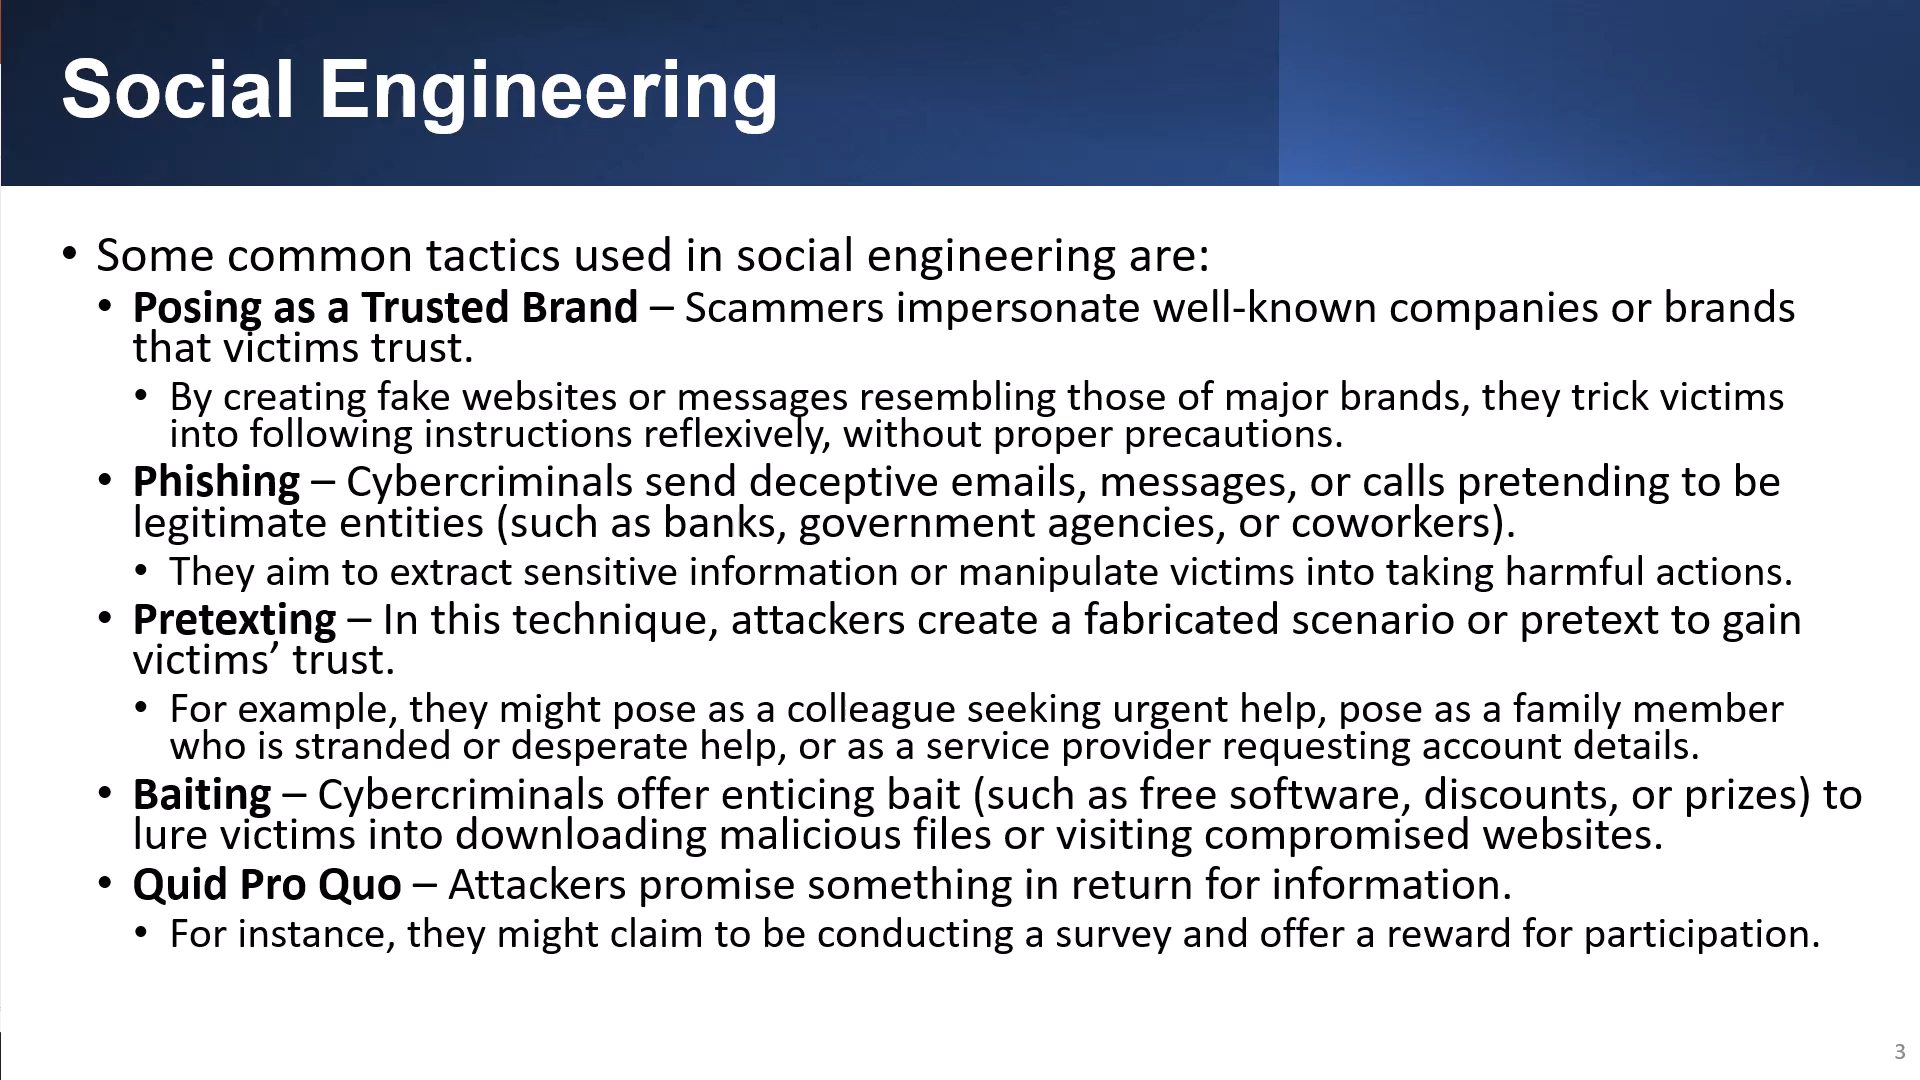 Social Engineering
• Some common tactics used in social engineering are:
• Posing as a Trusted Brand – Scammers impersonate well-known companies or brands
that victims trust.
• By creating fake websites or messages resembling those of major brands, they trick victims
into following instructions reflexively, without proper precautions.
• Phishing – Cybercriminals send deceptive emails, messages, or calls pretending to be
legitimate entities (such as banks, government agencies, or coworkers).
• They aim to extract sensitive information or manipulate victims into taking harmful actions.
• Pretexting – In this technique, attackers create a fabricated scenario or pretext to gain
victims’ trust.
• For example, they might pose as a colleague seeking urgent help, pose as a family member
who is stranded or desperate help, or as a service provider requesting account details.
• Baiting – Cybercriminals offer enticing bait (such as free software, discounts, or prizes) to
lure victims into downloading malicious files or visiting compromised websites.
• Quid Pro Quo – Attackers promise something in return for information.
• For instance, they might claim to be conducting a survey and offer a reward for participation.
3